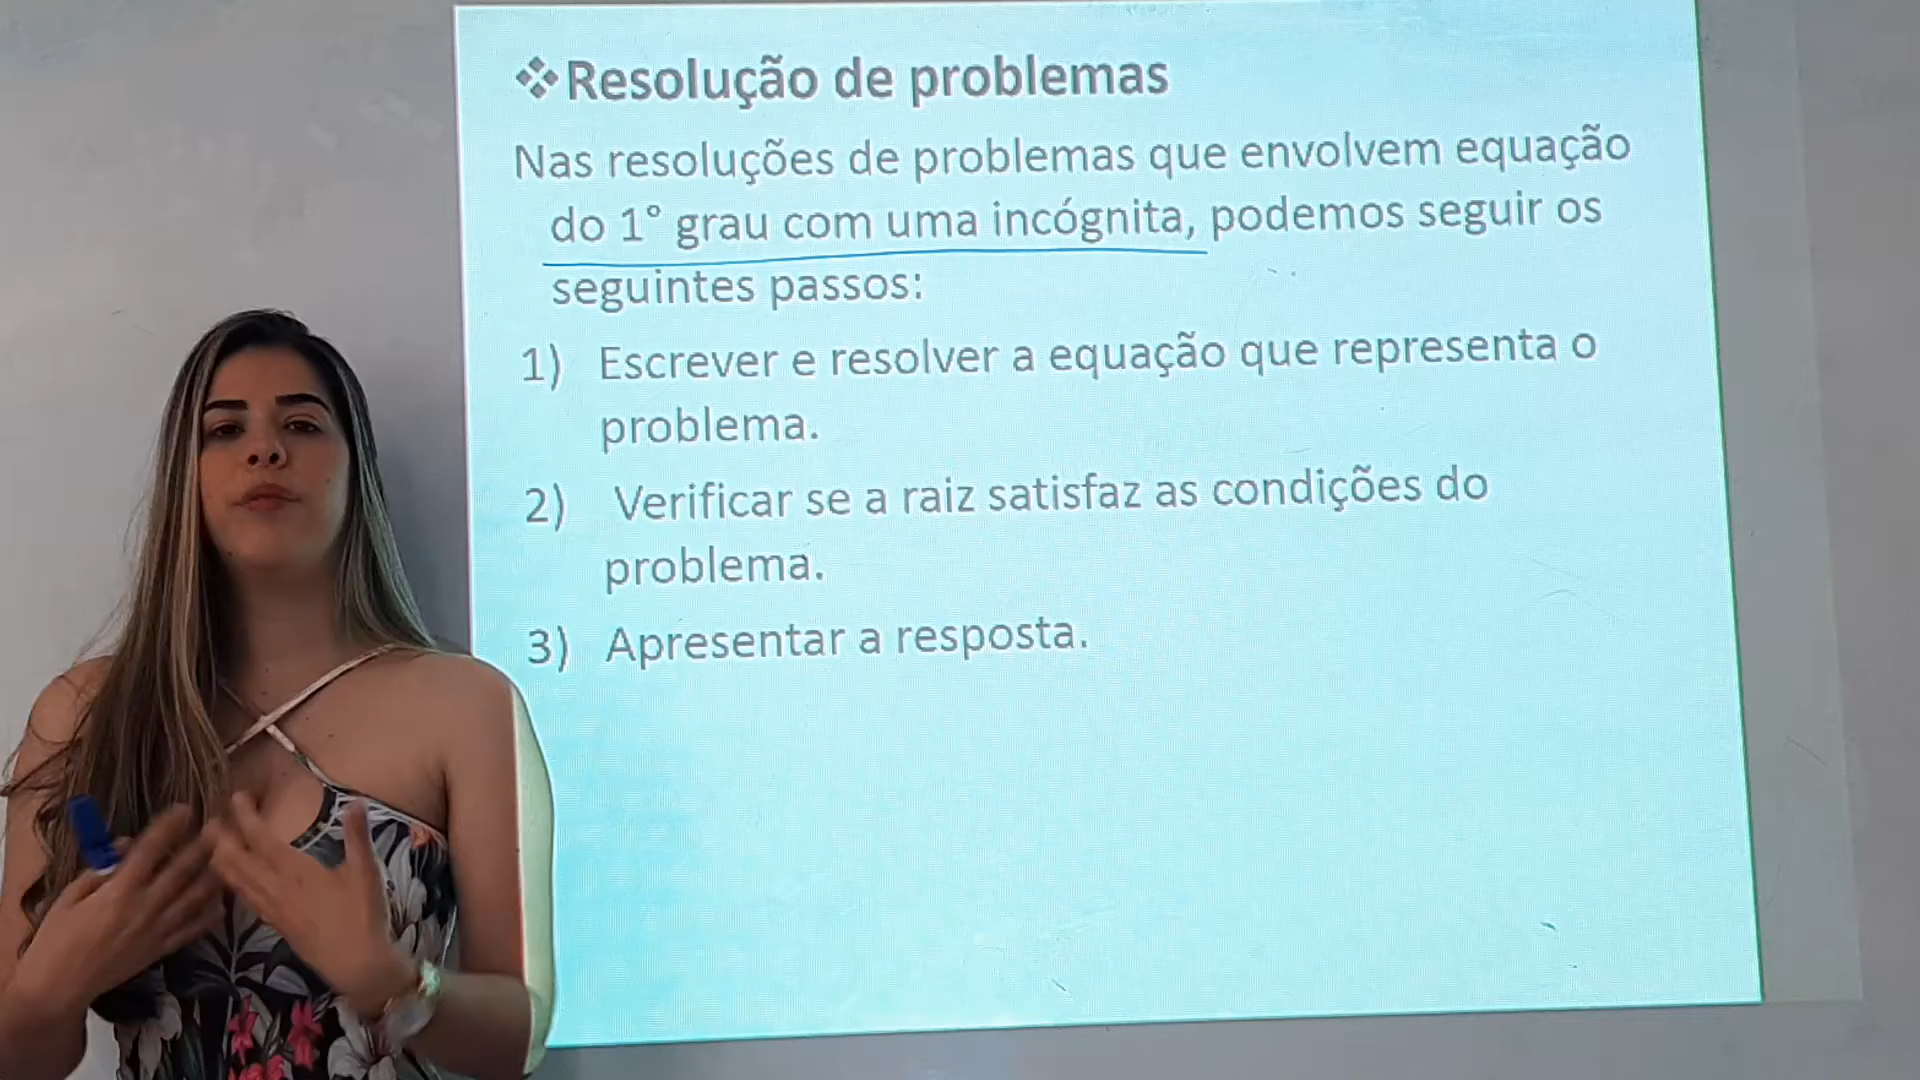 ❖Resolução de problemas
Nas resoluções de problemas que envolvem equação
do 1° grau com uma incógnita, podemos seguir os
seguintes passos:
1) Escrever e resolver a equação que representa o
problema.
2) Verificar se a raiz satisfaz as condições do
problema.
3) Apresentar a resposta.